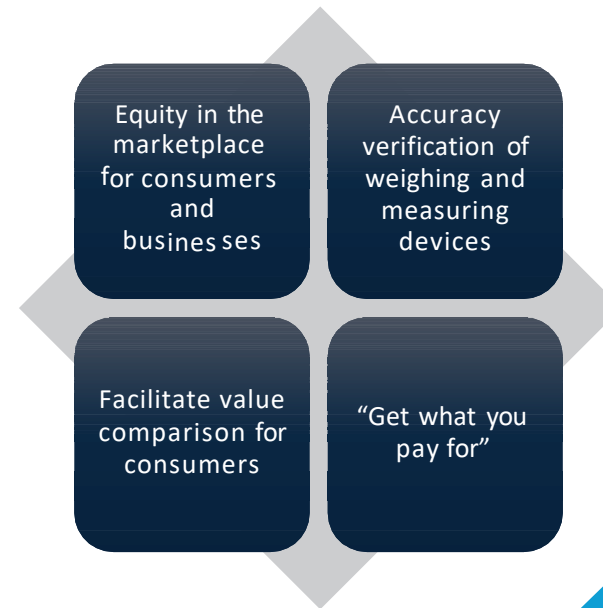 Equity in the
marketplace
for consumers
and
businesses
Accuracy
verification of
weighing and
measuring
devices
Facilitate value
comparison for
consumers
“Get what you
pay for”